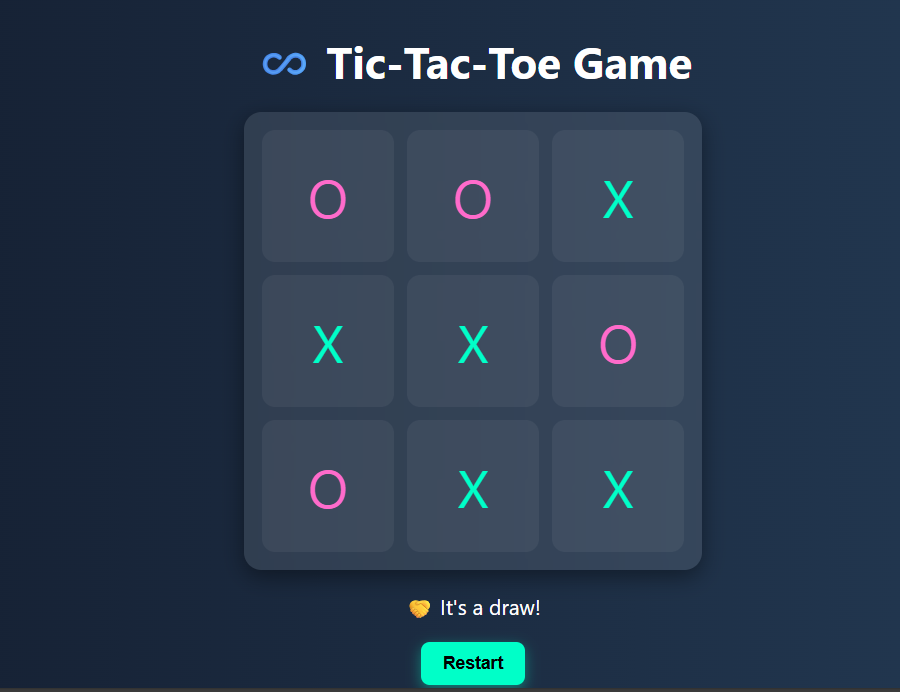 Tic-Tac-Toe Game
O O X
X X O
O X X
It's a draw!
Restart